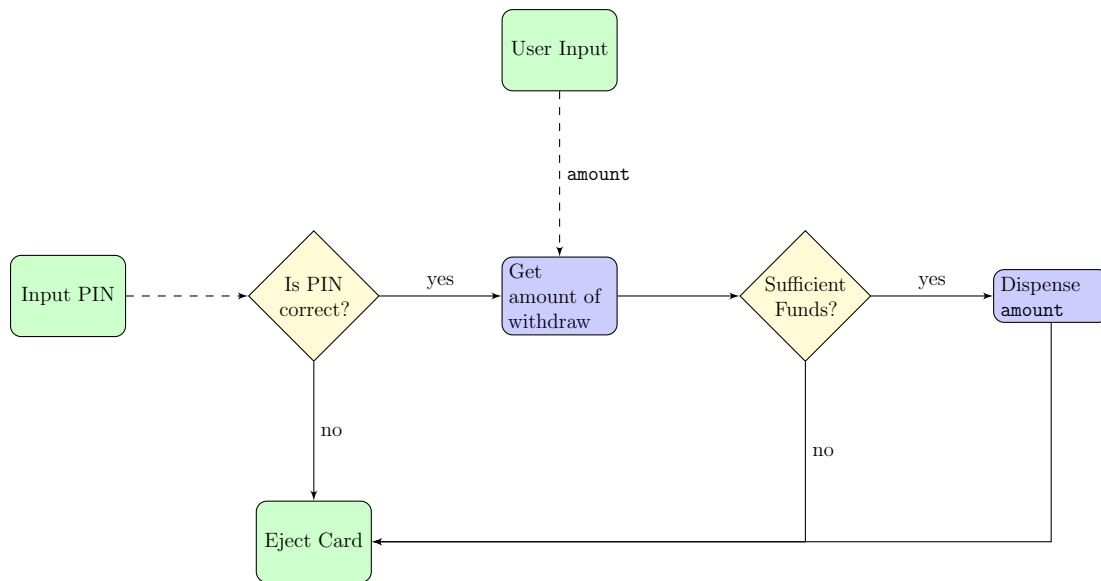 User Input
amount
Input PIN
Is PIN
correct?
yes
Get
amount of
withdraw
Sufficient
Funds?
yes
Dispense
amount
no
no
Eject Card